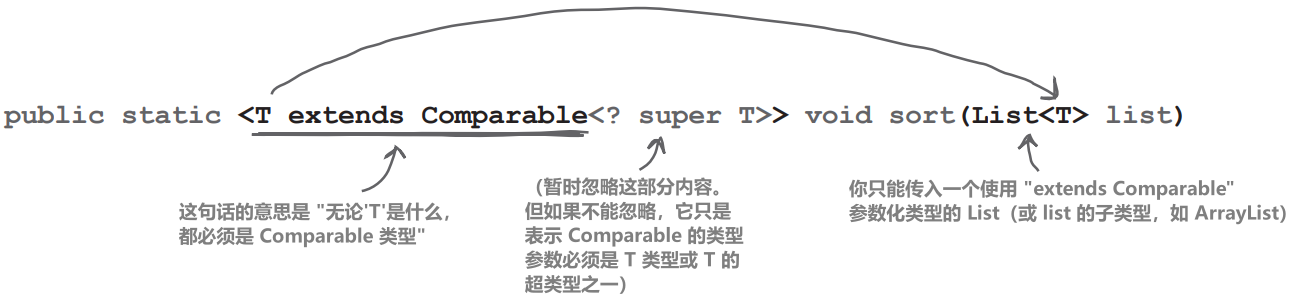 public static <T extends Comparable<? super T>> void sort(List<T> list)
这句话的意思是 "无论'T'是什么,
都必须是 Comparable 类型"
（暂时忽略这部分内容。
但如果不能忽略，它只是
表示 Comparable 的类型
参数必须是 T 类型或 T 的
超类型之一）
你只能传入一个使用 "extends Comparable"
参数化类型的 List（或 list 的子类型，如 ArrayList）